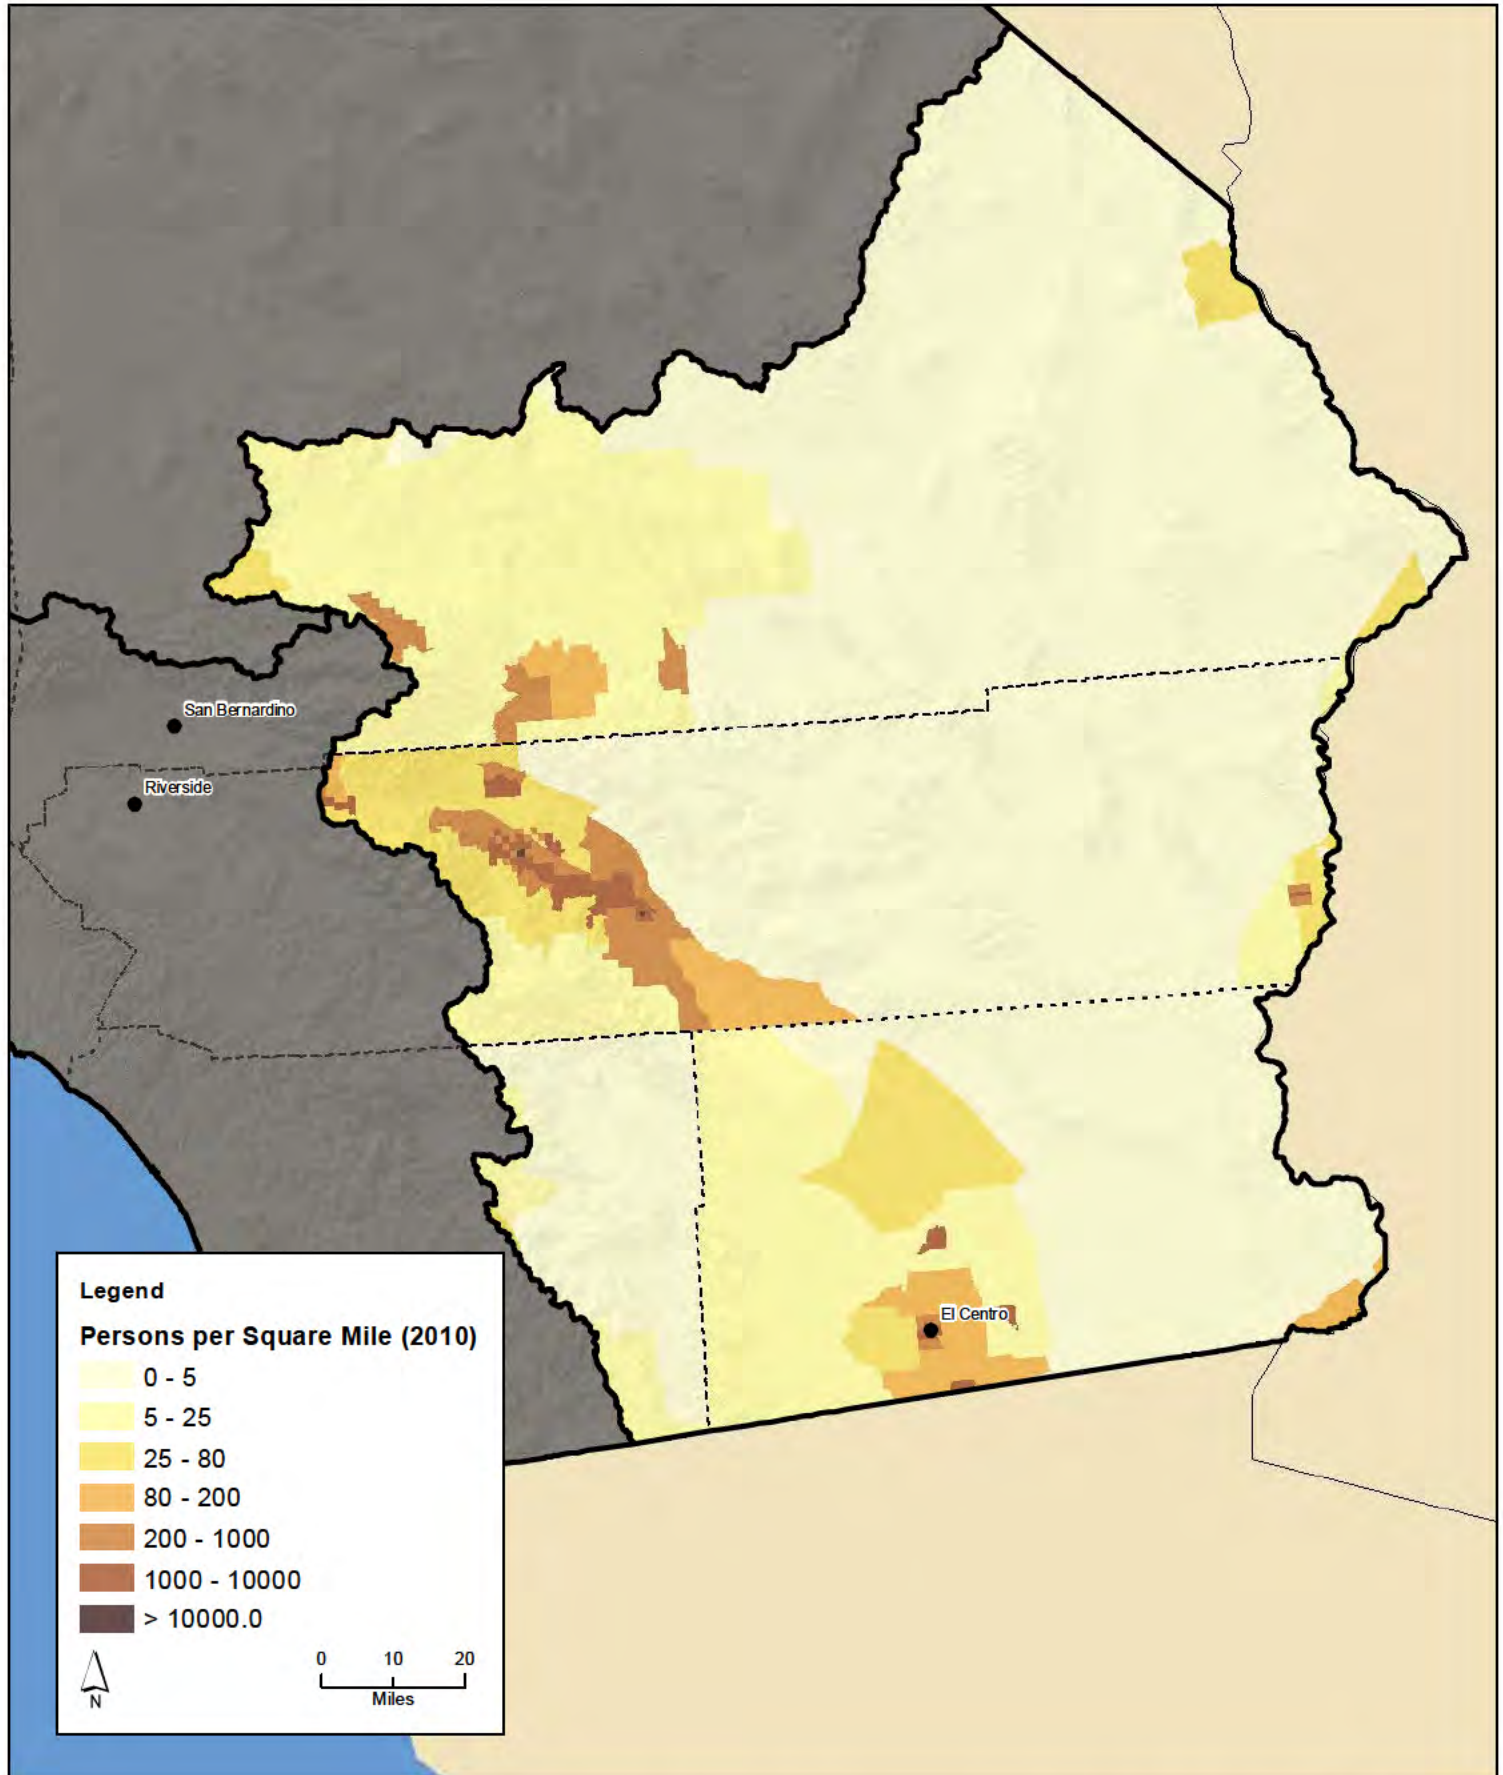 San Bernardino
Riverside
El Centro
Legend
Persons per Square Mile (2010)
0 - 5
5 - 25
25 - 80
80 - 200
200 - 1000
1000 - 10000
> 10000.0
0 10 20
Miles
N